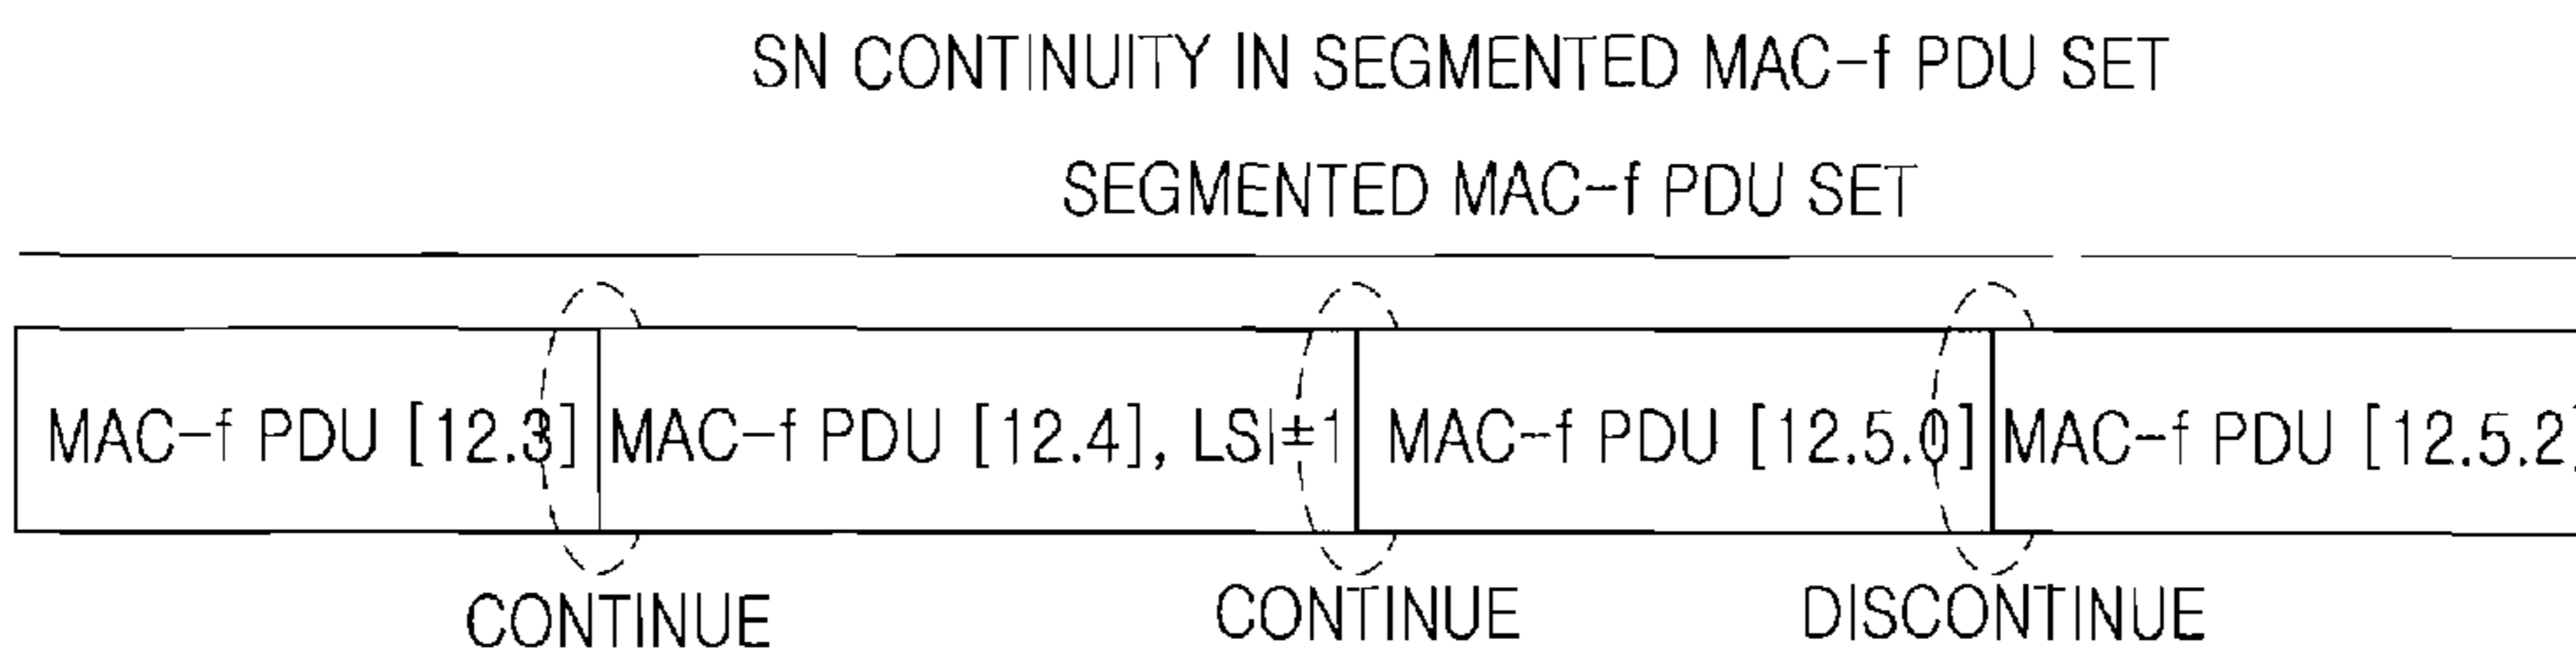 SN CONTINUITY IN SEGMENTED MAC-f PDU SET
SEGMENTED MAC-f PDU SET
MAC-f PDU [12.3] MAC-f PDU [12.4], LSI=1 MAC-f PDU [12.5.0] MAC-f PDU [12.5.2]
CONTINUE CONTINUE DISCONTINUE